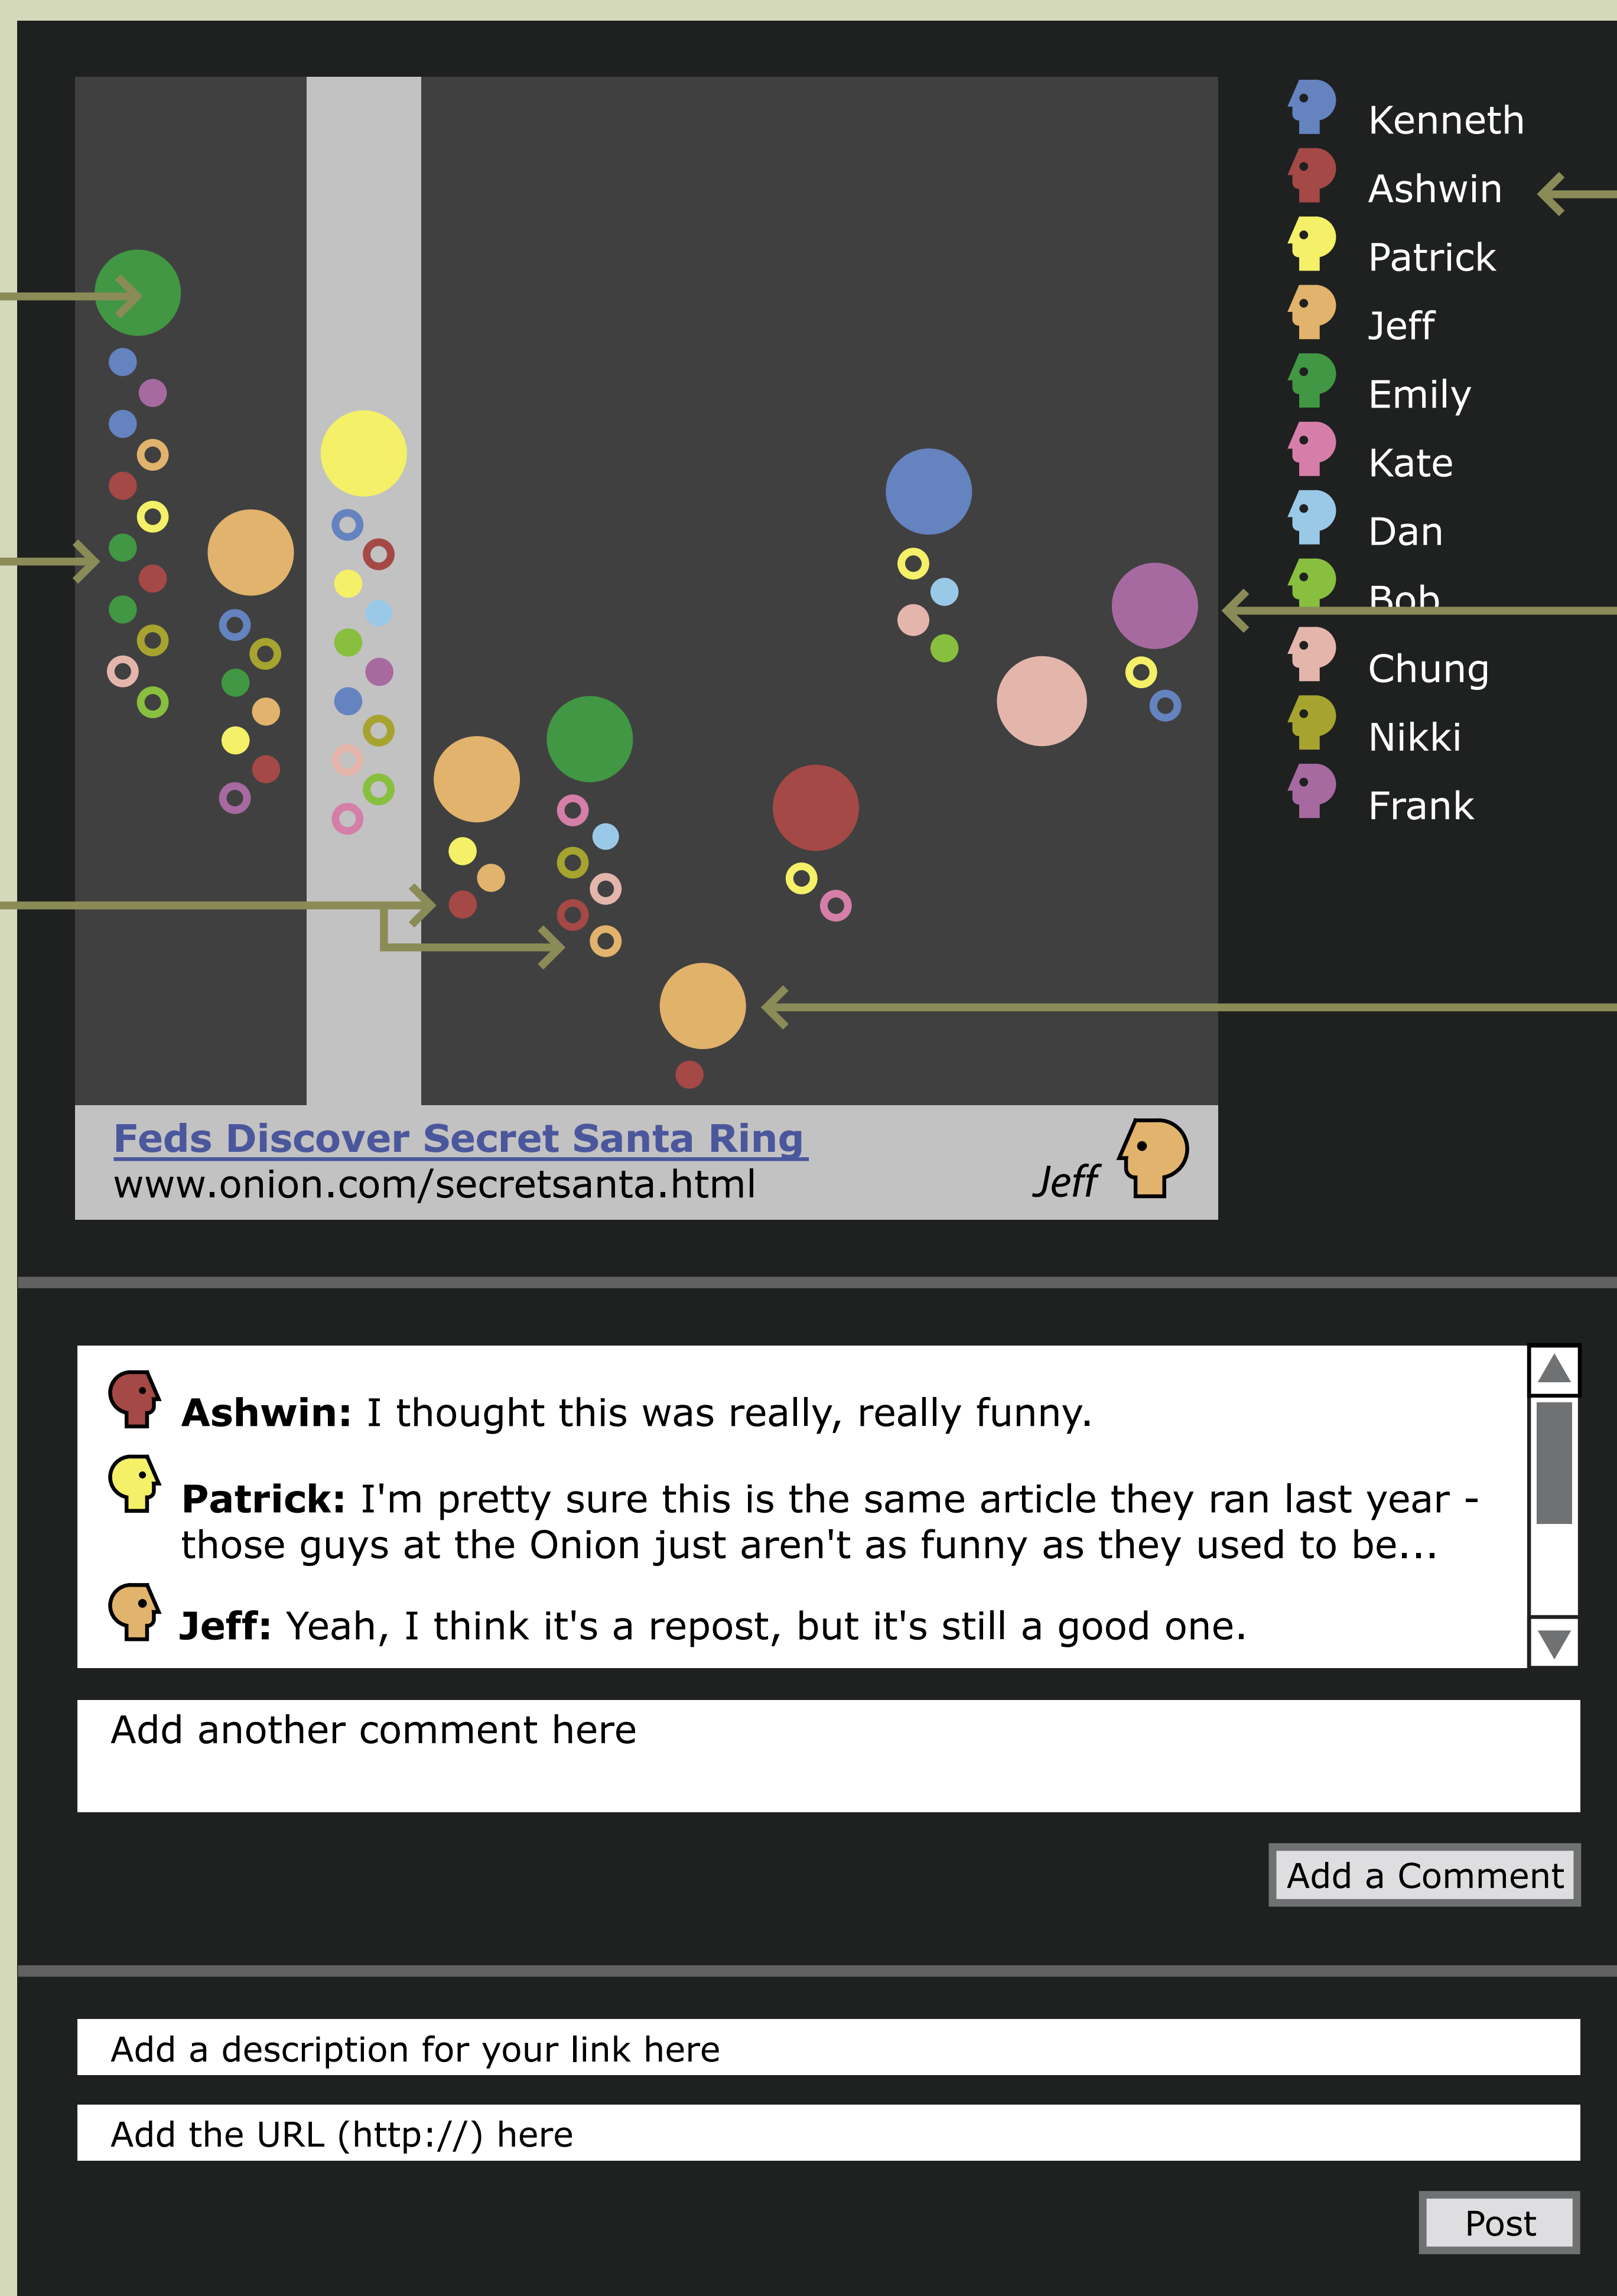 Kenneth
Ashwin
Patrick
Jeff
Emily
Kate
Dan
Bob
Chung
Nikki
Frank
Feds Discover Secret Santa Ring
www.onion.com/secretsanta.html
Jeff
Ashwin: I thought this was really, really funny.
Patrick: I'm pretty sure this is the same article they ran last year -
those guys at the Onion just aren't as funny as they used to be...
Jeff: Yeah, I think it's a repost, but it's still a good one.
Add another comment here
Add a Comment
Add a description for your link here
Add the URL (http://) here
Post